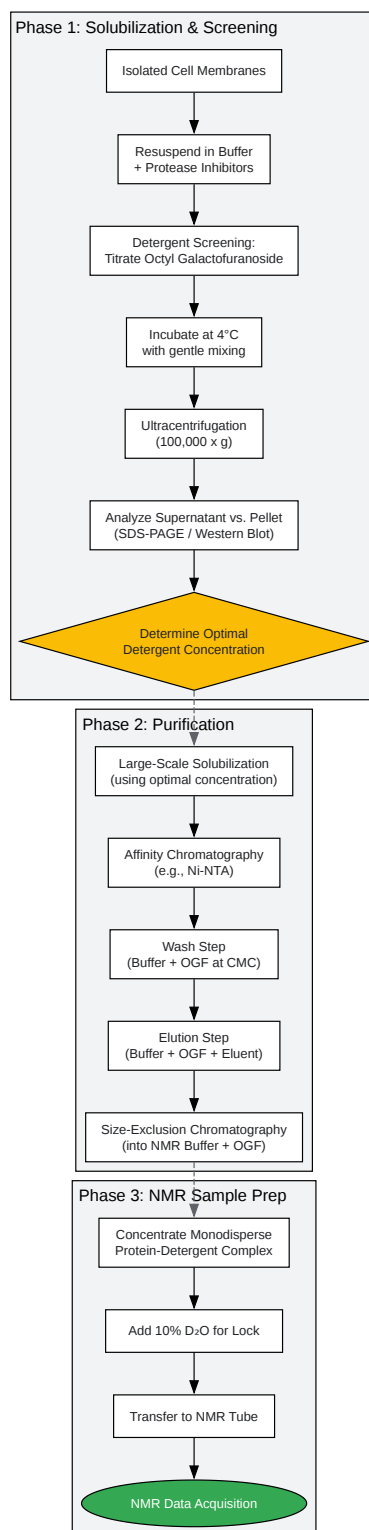 Phase 1: Solubilization & Screening
Isolated Cell Membranes
Resuspend in Buffer
+ Protease Inhibitors
Detergent Screening:
Titrate Octyl Galactofuranoside
Incubate at 4°C
with gentle mixing
Ultracentrifugation
(100,000 x g)
Analyze Supernatant vs. Pellet
(SDS-PAGE / Western Blot)
Determine Optimal
Detergent Concentration
Phase 2: Purification
Large-Scale Solubilization
(using optimal concentration)
Affinity Chromatography
(e.g., Ni-NTA)
Wash Step
(Buffer + OGF at CMC)
Elution Step
(Buffer + OGF + Eluent)
Size-Exclusion Chromatography
(into NMR Buffer + OGF)
Phase 3: NMR Sample Prep
Concentrate Monodisperse
Protein-Detergent Complex
Add 10% D₂O for Lock
Transfer to NMR Tube
NMR Data Acquisition